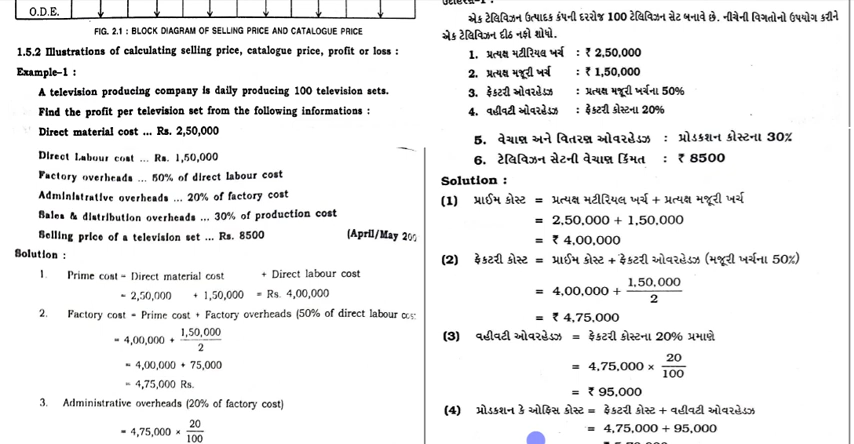 O.D.E.
FIG. 2.1 : BLOCK DIAGRAM OF SELLING PRICE AND CATALOGUE PRICE
1.5.2 Illustrations of calculating selling price, catalogue price, profit or loss :
Example-1 :
A television producing company is daily producing 100 television sets.
Find the profit per television set from the following informations :
Direct material cost ... Rs. 2,50,000
Direct Labour cost ... Rs. 1,50,000
Factory overheads ... 50% of direct labour cost
Administrative overheads ... 20% of factory cost
Sales & distribution overheads ... 30% of production cost
Selling price of a television set ... Rs. 8500 (April/May 200
Solution :
1. Prime cost = Direct material cost + Direct labour cost
= 2,50,000 + 1,50,000 = Rs. 4,00,000
2. Factory cost = Prime cost + Factory overheads (50% of direct labour cos
= 4,00,000 + 1,50,000 / 2
= 4,00,000 + 75,000
= 4,75,000 Rs.
3. Administrative overheads (20% of factory cost)
= 4,75,000 × 20 / 100
એક ટેલિવિઝન ઉત્પાદક કંપની દરરોજ 100 ટેલિવિઝન સેટ બનાવે છે. નીચેની વિગતોનો ઉપયોગ કરીને
એક ટેલિવિઝન દીઠ નફો શોધો.
1. પ્રત્યક્ષ મટીરિયલ ખર્ચ : ₹ 2,50,000
2. પ્રત્યક્ષ મજૂરી ખર્ચ : ₹ 1,50,000
3. ફેક્ટરી ઓવરહેડઝ : પ્રત્યક્ષ મજૂરી ખર્ચના 50%
4. વહીવટી ઓવરહેડઝ : ફેક્ટરી કોસ્ટના 20%
5. વેચાણ અને વિતરણ ઓવરહેડઝ : પ્રોડકશન કોસ્ટના 30%
6. ટેલિવિઝન સેટની વેચાણ કિંમત : ₹ 8500
Solution :
(1) પ્રાઈમ કોસ્ટ = પ્રત્યક્ષ મટીરિયલ ખર્ચ + પ્રત્યક્ષ મજૂરી ખર્ચ
= 2,50,000 + 1,50,000
= ₹ 4,00,000
(2) ફેક્ટરી કોસ્ટ = પ્રાઈમ કોસ્ટ + ફેક્ટરી ઓવરહેડઝ (મજૂરી ખર્ચના 50%)
= 4,00,000 + 1,50,000 / 2
= ₹ 4,75,000
(3) વહીવટી ઓવરહેડઝ = ફેક્ટરી કોસ્ટના 20% પ્રમાણે
= 4,75,000 × 20 / 100
= ₹ 95,000
(4) પ્રોડકશન કે ઓફિસ કોસ્ટ = ફેક્ટરી કોસ્ટ + વહીવટી ઓવરહેડઝ
= 4,75,000 + 95,000